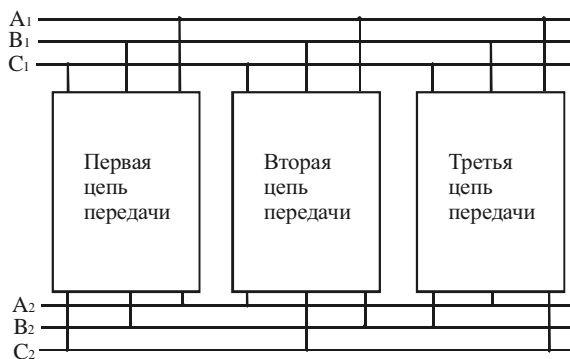 A1
B1
C1
Первая
цепь
передачи
Вторая
цепь
передачи
Третья
цепь
передачи
A2
B2
C2